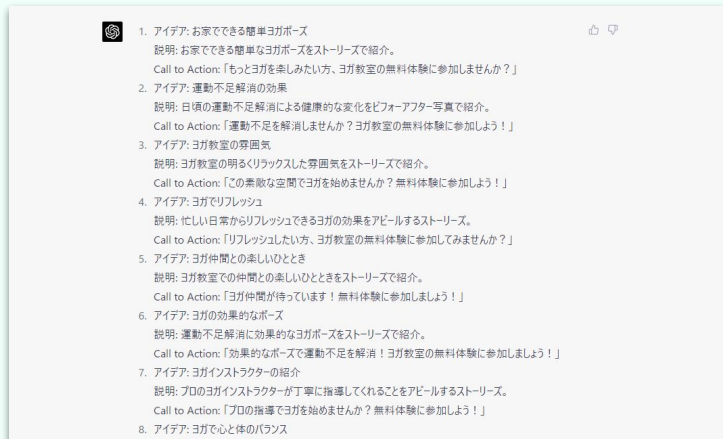 1. アイデア: お家でできる簡単ヨガポーズ
説明: お家でできる簡単なヨガポーズをストーリーズで紹介。
Call to Action: 「もっとヨガを楽しみたい方、ヨガ教室の無料体験に参加しませんか？」
2. アイデア: 運動不足解消の効果
説明: 日頃の運動不足解消による健康的な変化をビフォーアフター写真で紹介。
Call to Action: 「運動不足を解消しませんか？ヨガ教室の無料体験に参加しよう！」
3. アイデア: ヨガ教室の雰囲気
説明: ヨガ教室の明るくリラックスした雰囲気をストーリーズで紹介。
Call to Action: 「この素敵な空間でヨガを始めませんか？無料体験に参加しよう！」
4. アイデア: ヨガでリフレッシュ
説明: 忙しい日常からリフレッシュできるヨガの効果をアピールするストーリーズ。
Call to Action: 「リフレッシュしたい方、ヨガ教室の無料体験に参加してみませんか？」
5. アイデア: ヨガ仲間との楽しいひととき
説明: ヨガ教室での仲間との楽しいひとときをストーリーズで紹介。
Call to Action: 「ヨガ仲間が待っています！無料体験に参加しましょう！」
6. アイデア: ヨガの効果的なポーズ
説明: 運動不足解消に効果的なヨガポーズをストーリーズで紹介。
Call to Action: 「効果的なポーズで運動不足を解消！ヨガ教室の無料体験に参加しましょう！」
7. アイデア: ヨガインストラクターの紹介
説明: プロのヨガインストラクターが丁寧に指導してくれることをアピールするストーリーズ。
Call to Action: 「プロの指導でヨガを始めませんか？無料体験に参加しよう！」
8. アイデア: ヨガで心と体のバランス